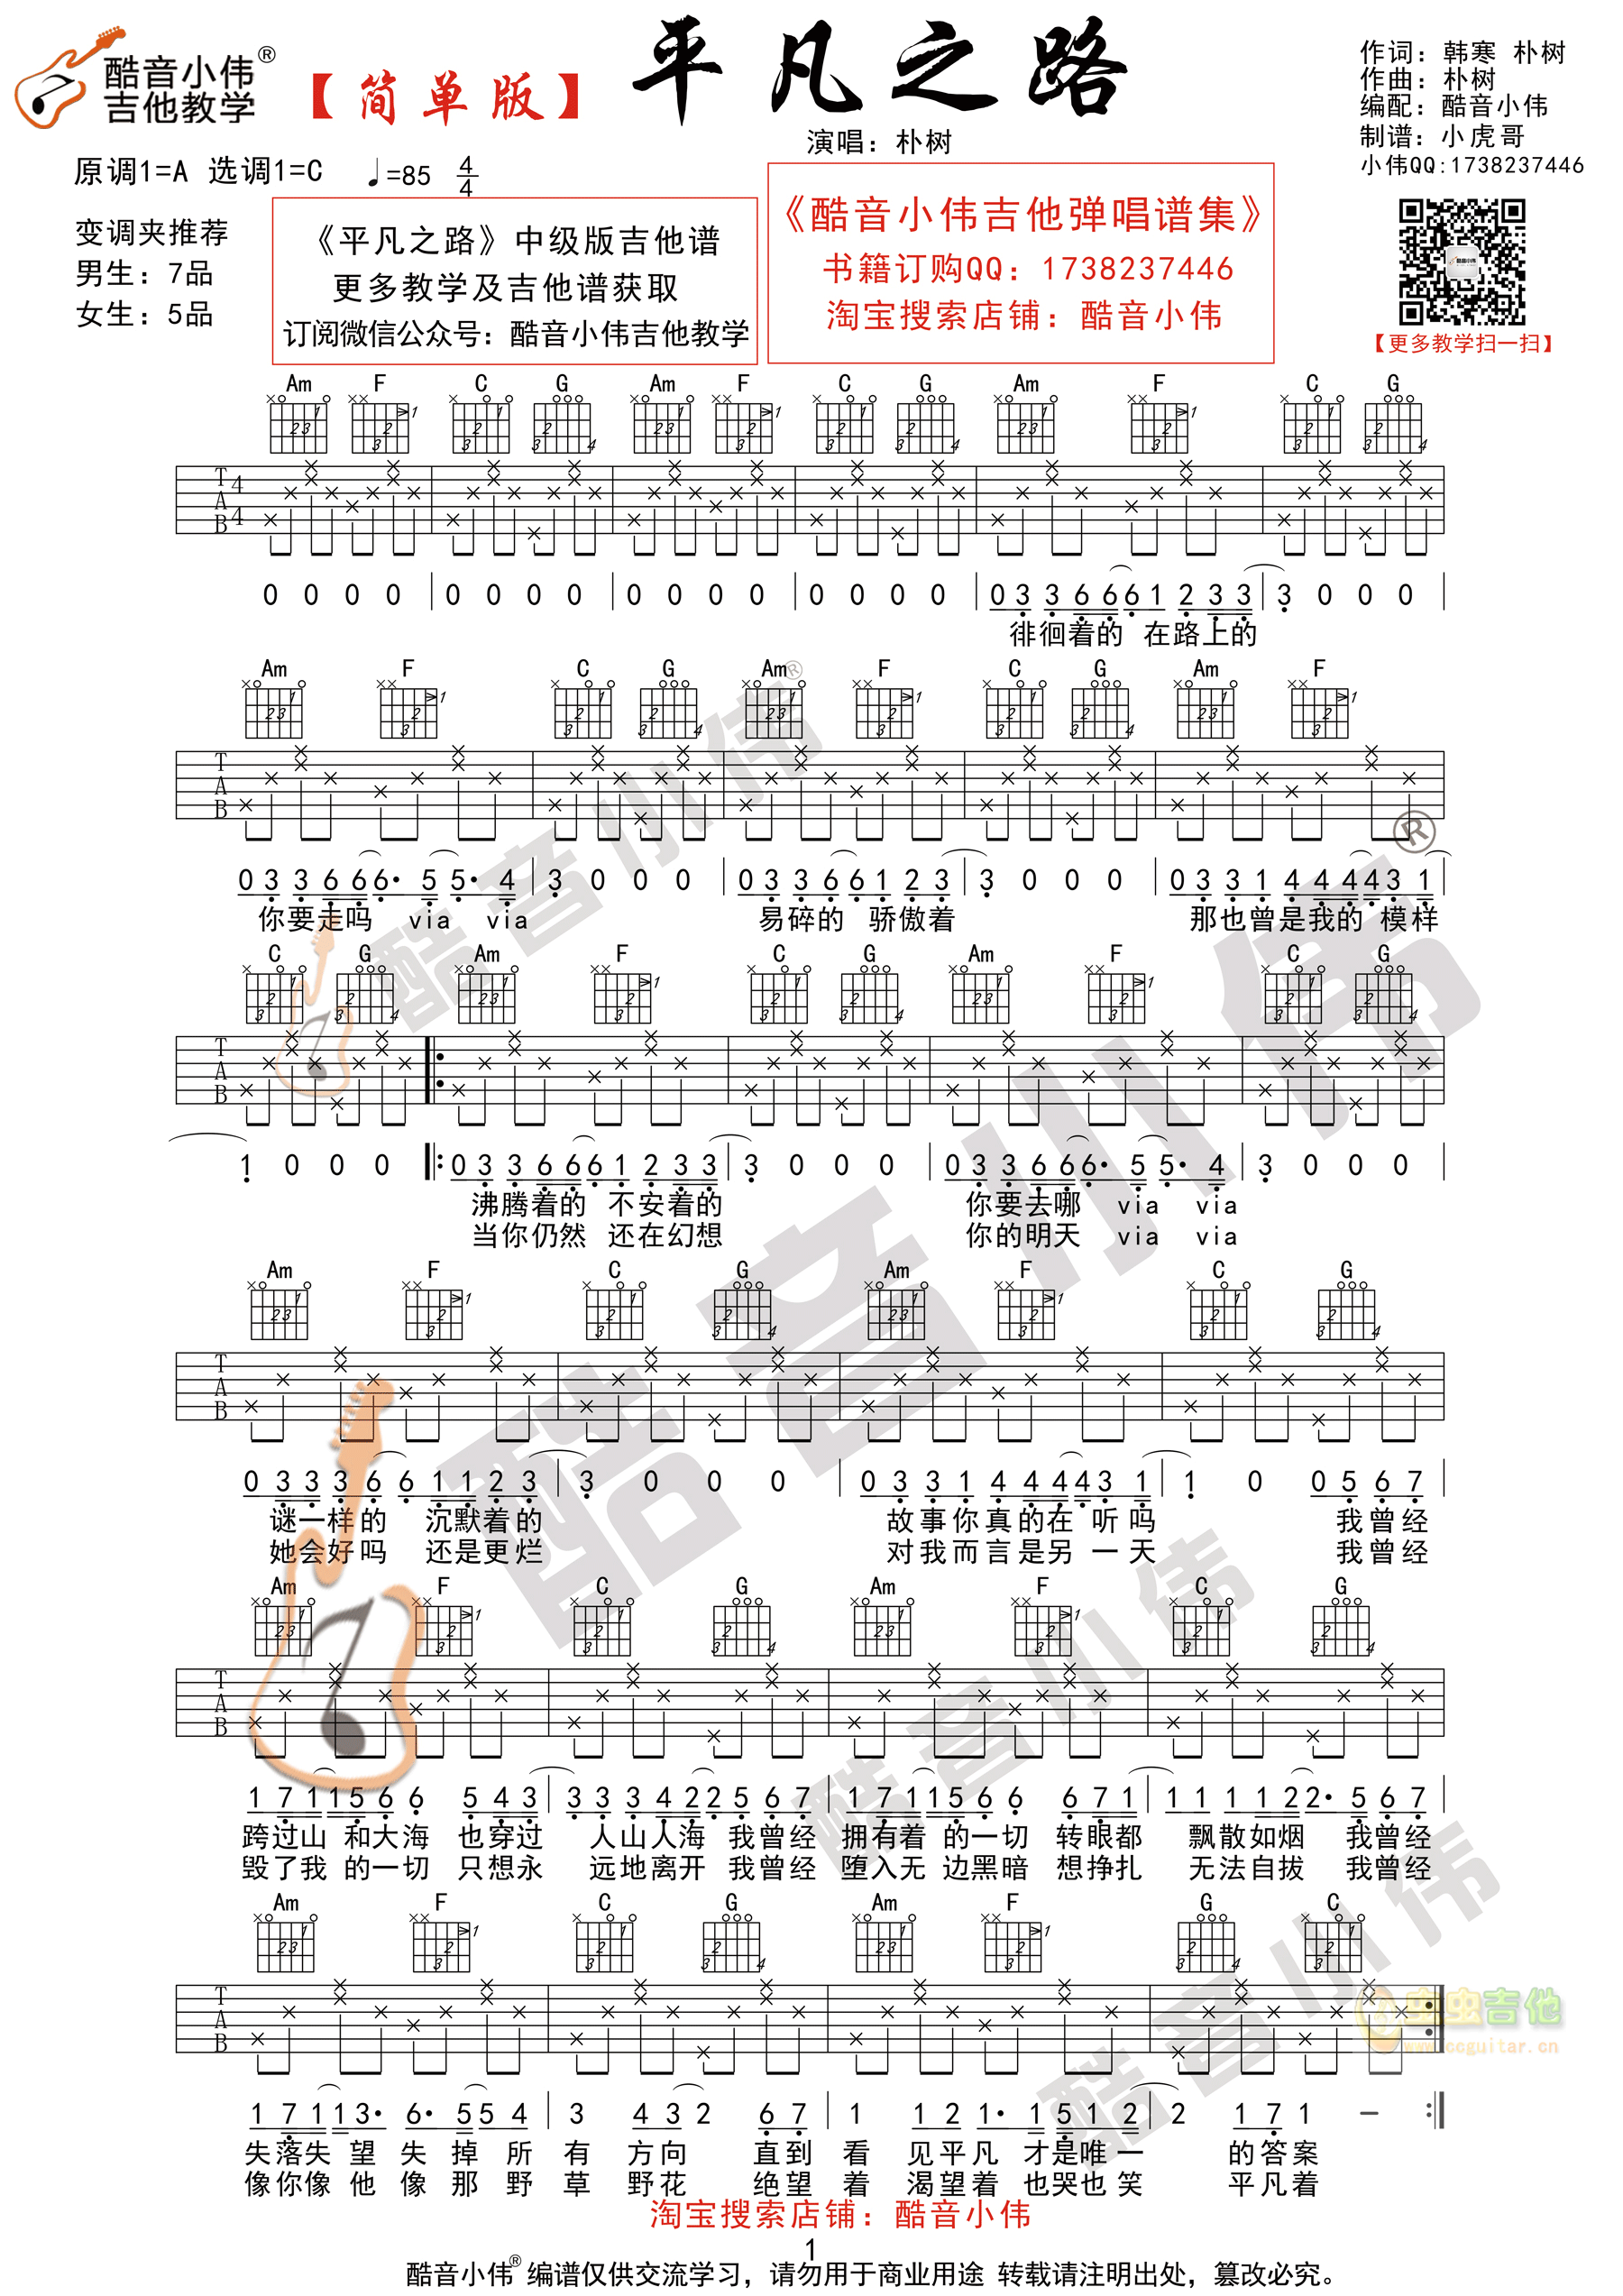 酷音小伟®
吉他教学
【简单版】
平凡之路
演唱：朴树
作词：韩寒 朴树
作曲：朴树
编配：酷音小伟
制谱：小虎哥
小伟QQ:1738237446
原调1=A 选调1=C ♩=85 4/4
变调夹推荐
男生：7品
女生：5品
《平凡之路》中级版吉他谱
更多教学及吉他谱获取
订阅微信公众号：酷音小伟吉他教学
《酷音小伟吉他弹唱谱集》
书籍订购QQ：1738237446
淘宝搜索店铺：酷音小伟
酷音小伟
【更多教学扫一扫】
Am F C G Am F C G Am F C G
T 4
A
B 4
0 0 0 0 0 0 0 0 0 0 0 0 0 0 0 0 0 3 3 6 6 6 1 2 3 3 3 0 0 0
徘徊着的 在路上的
Am F C G Am F C G Am F
T
A
B
0 3 3 6 6 6· 5 5· 4 3 0 0 0 0 3 3 6 6 1 2 3 3 0 0 0 0 3 3 1 4 4 4 4 3 1
你要走吗 via via 易碎的 骄傲着 那也曾是我的 模样
C G Am F C G Am F C G
T
A
B
1 0 0 0 0 3 3 6 6 6 1 2 3 3 3 0 0 0 0 3 3 6 6 6· 5 5· 4 3 0 0 0
沸腾着的 不安着的 你要去哪 via via
当你仍然 还在幻想 你的明天 via via
Am F C G Am F C G
T
A
B
0 3 3 3 6 6 1 1 2 3 3 0 0 0 0 3 3 1 4 4 4 4 3 1 1 0 0 5 6 7
谜一样的 沉默着的 故事你真的在 听吗 我曾经
她会好吗 还是更烂 对我而言是另 一天 我曾经
Am F C G Am F C G
T
A
B
1 7 1 1 5 6 6 5 4 3 3 3 3 4 2 2 5 6 7 1 7 1 1 5 6 6 6 7 1 1 1 1 1 2 2· 5 6 7
跨过山 和大海 也穿过 人山人海 我曾经 拥有着 的一切 转眼都 飘散如烟 我曾经
毁了我 的一切 只想永 远地离开 我曾经 堕入无 边黑暗 想挣扎 无法自拔 我曾经
Am F C G Am F G C
T
A
B
1 7 1 1 3· 6· 5 5 4 3 4 3 2 6 7 1 1 2 1· 1 5 1 2 2 1 7 1 —
失落失 望 失 掉 所 有 方向 直到 看 见平凡 才是唯一 的答案
像你像 他 像 那 野 草 野花 绝望 着 渴望着 也哭也笑 平凡着
虫虫吉他
www.ccguitar.cn
淘宝搜索店铺：酷音小伟
1
酷音小伟® 编谱仅供交流学习，请勿用于商业用途 转载请注明出处，篡改必究。
酷音小伟®
酷音小伟®
酷音小伟
酷音小伟